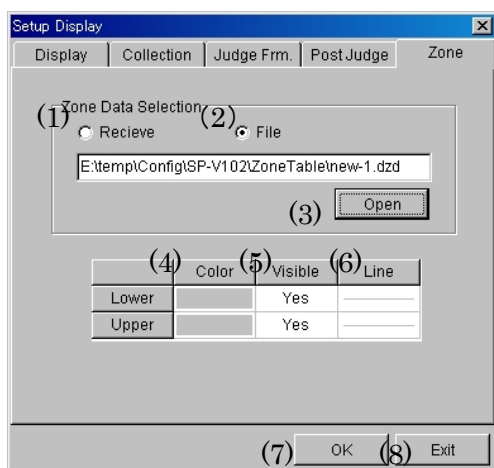 Setup Display
Display Collection Judge Frm. Post Judge Zone
Zone Data Selection
(1) Recieve (2) File
E:\temp\Config\SP-V102\ZoneTable\new-1.dzd
(3) Open
(4) Color (5) Visible (6) Line
Lower Yes
Upper Yes
(7) OK (8) Exit